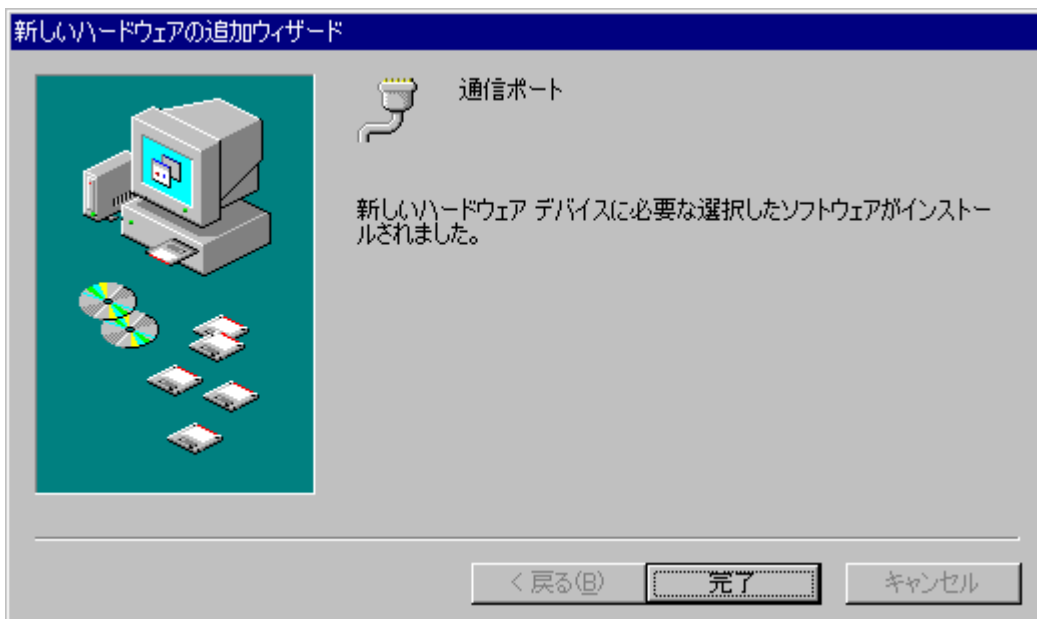 新しいハードウェアの追加ウィザード
通信ポート
新しいハードウェア デバイスに必要な選択したソフトウェアがインストー
ルされました。
< 戻る(B)
完了
キャンセル